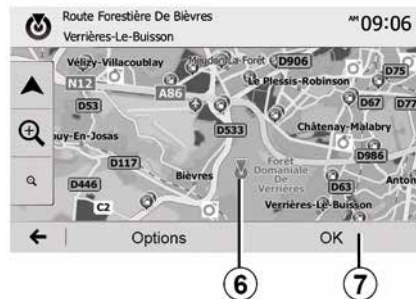 Route Forestière De Bièvres
Verrières-Le-Buisson
AM 09:06
Vélizy-Villacoublay
Meudon-La-Forêt
D906
D75
N12
Le Plessis-Robinson
A86
D53
D67
D77
D533
Châtenay-Malabry
uy-En-Josas
D117
D986
Forêt
Domaniale
De
Verrières
Bièvres
D446
D63
Anton
C2
Verrières-Le-Buisson
Options
OK
6
7